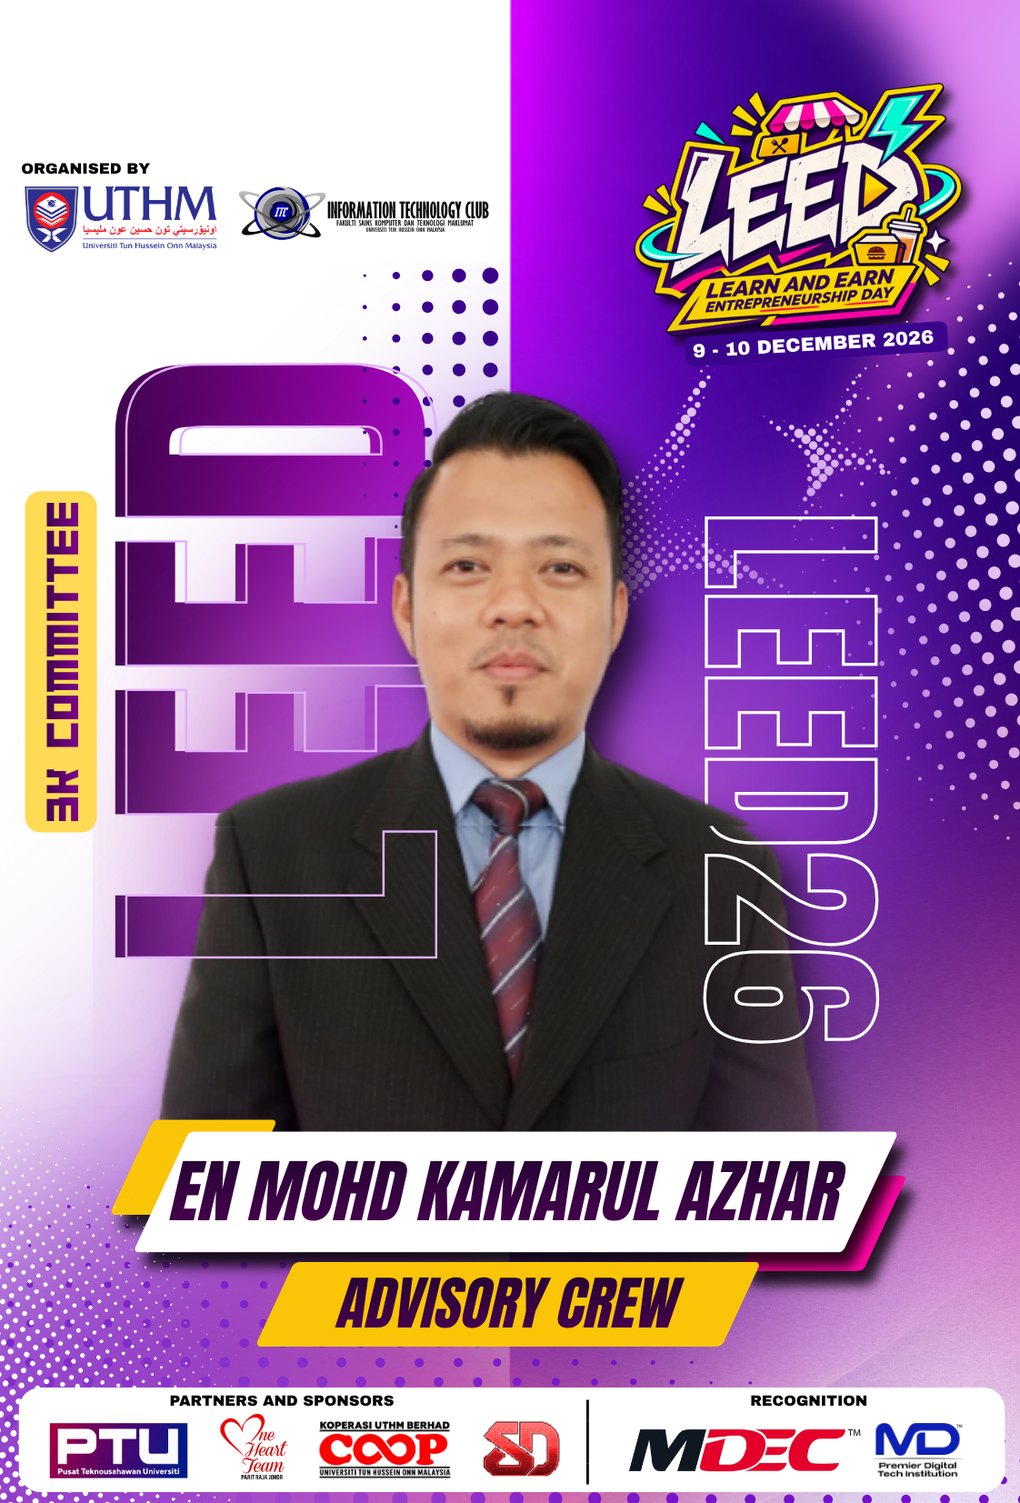 ORGANISED BY
UTHM
اونيۏرسيتي تون حسين عون مليسيا
Universiti Tun Hussein Onn Malaysia
ITC
INFORMATION TECHNOLOGY CLUB
FAKULTI SAINS KOMPUTER DAN TEKNOLOGI MAKLUMAT
UNIVERSITI TUN HUSSEIN ONN MALAYSIA
LEED
LEARN AND EARN
ENTREPRENEURSHIP DAY
9 - 10 DECEMBER 2026
3K COMMITTEE
LEED
LEED26
EN MOHD KAMARUL AZHAR
ADVISORY CREW
PARTNERS AND SPONSORS
PTU
Pusat Teknousahawan Universiti
One
Heart
Team
PARIT RAJA JOHOR
KOPERASI UTHM BERHAD
COOP
UNIVERSITI TUN HUSSEIN ONN MALAYSIA
SD
RECOGNITION
MDEC™
MD™
Premier Digital
Tech Institution